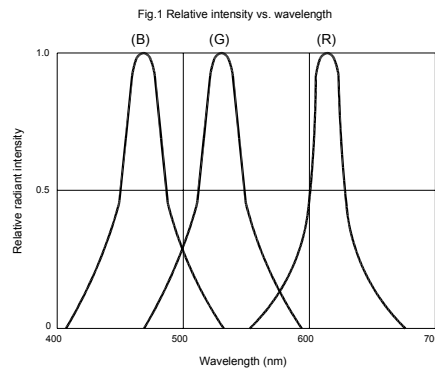 Fig.1 Relative intensity vs. wavelength
(B) (G) (R)
1.0
0.5
0
Relative radiant intensity
400 500 600 70
Wavelength (nm)